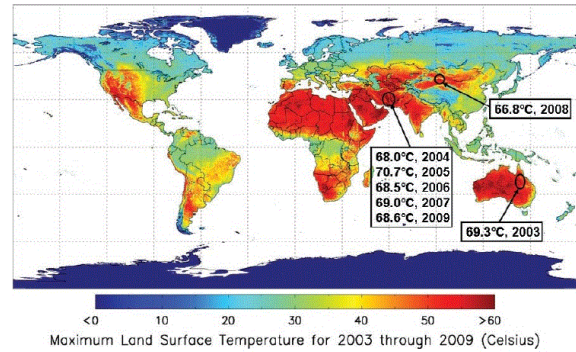 66.8°C, 2008
68.0°C, 2004
70.7°C, 2005
68.5°C, 2006
69.0°C, 2007
68.6°C, 2009
69.3°C, 2003
<0 10 20 30 40 50 >60
Maximum Land Surface Temperature for 2003 through 2009 (Celsius)